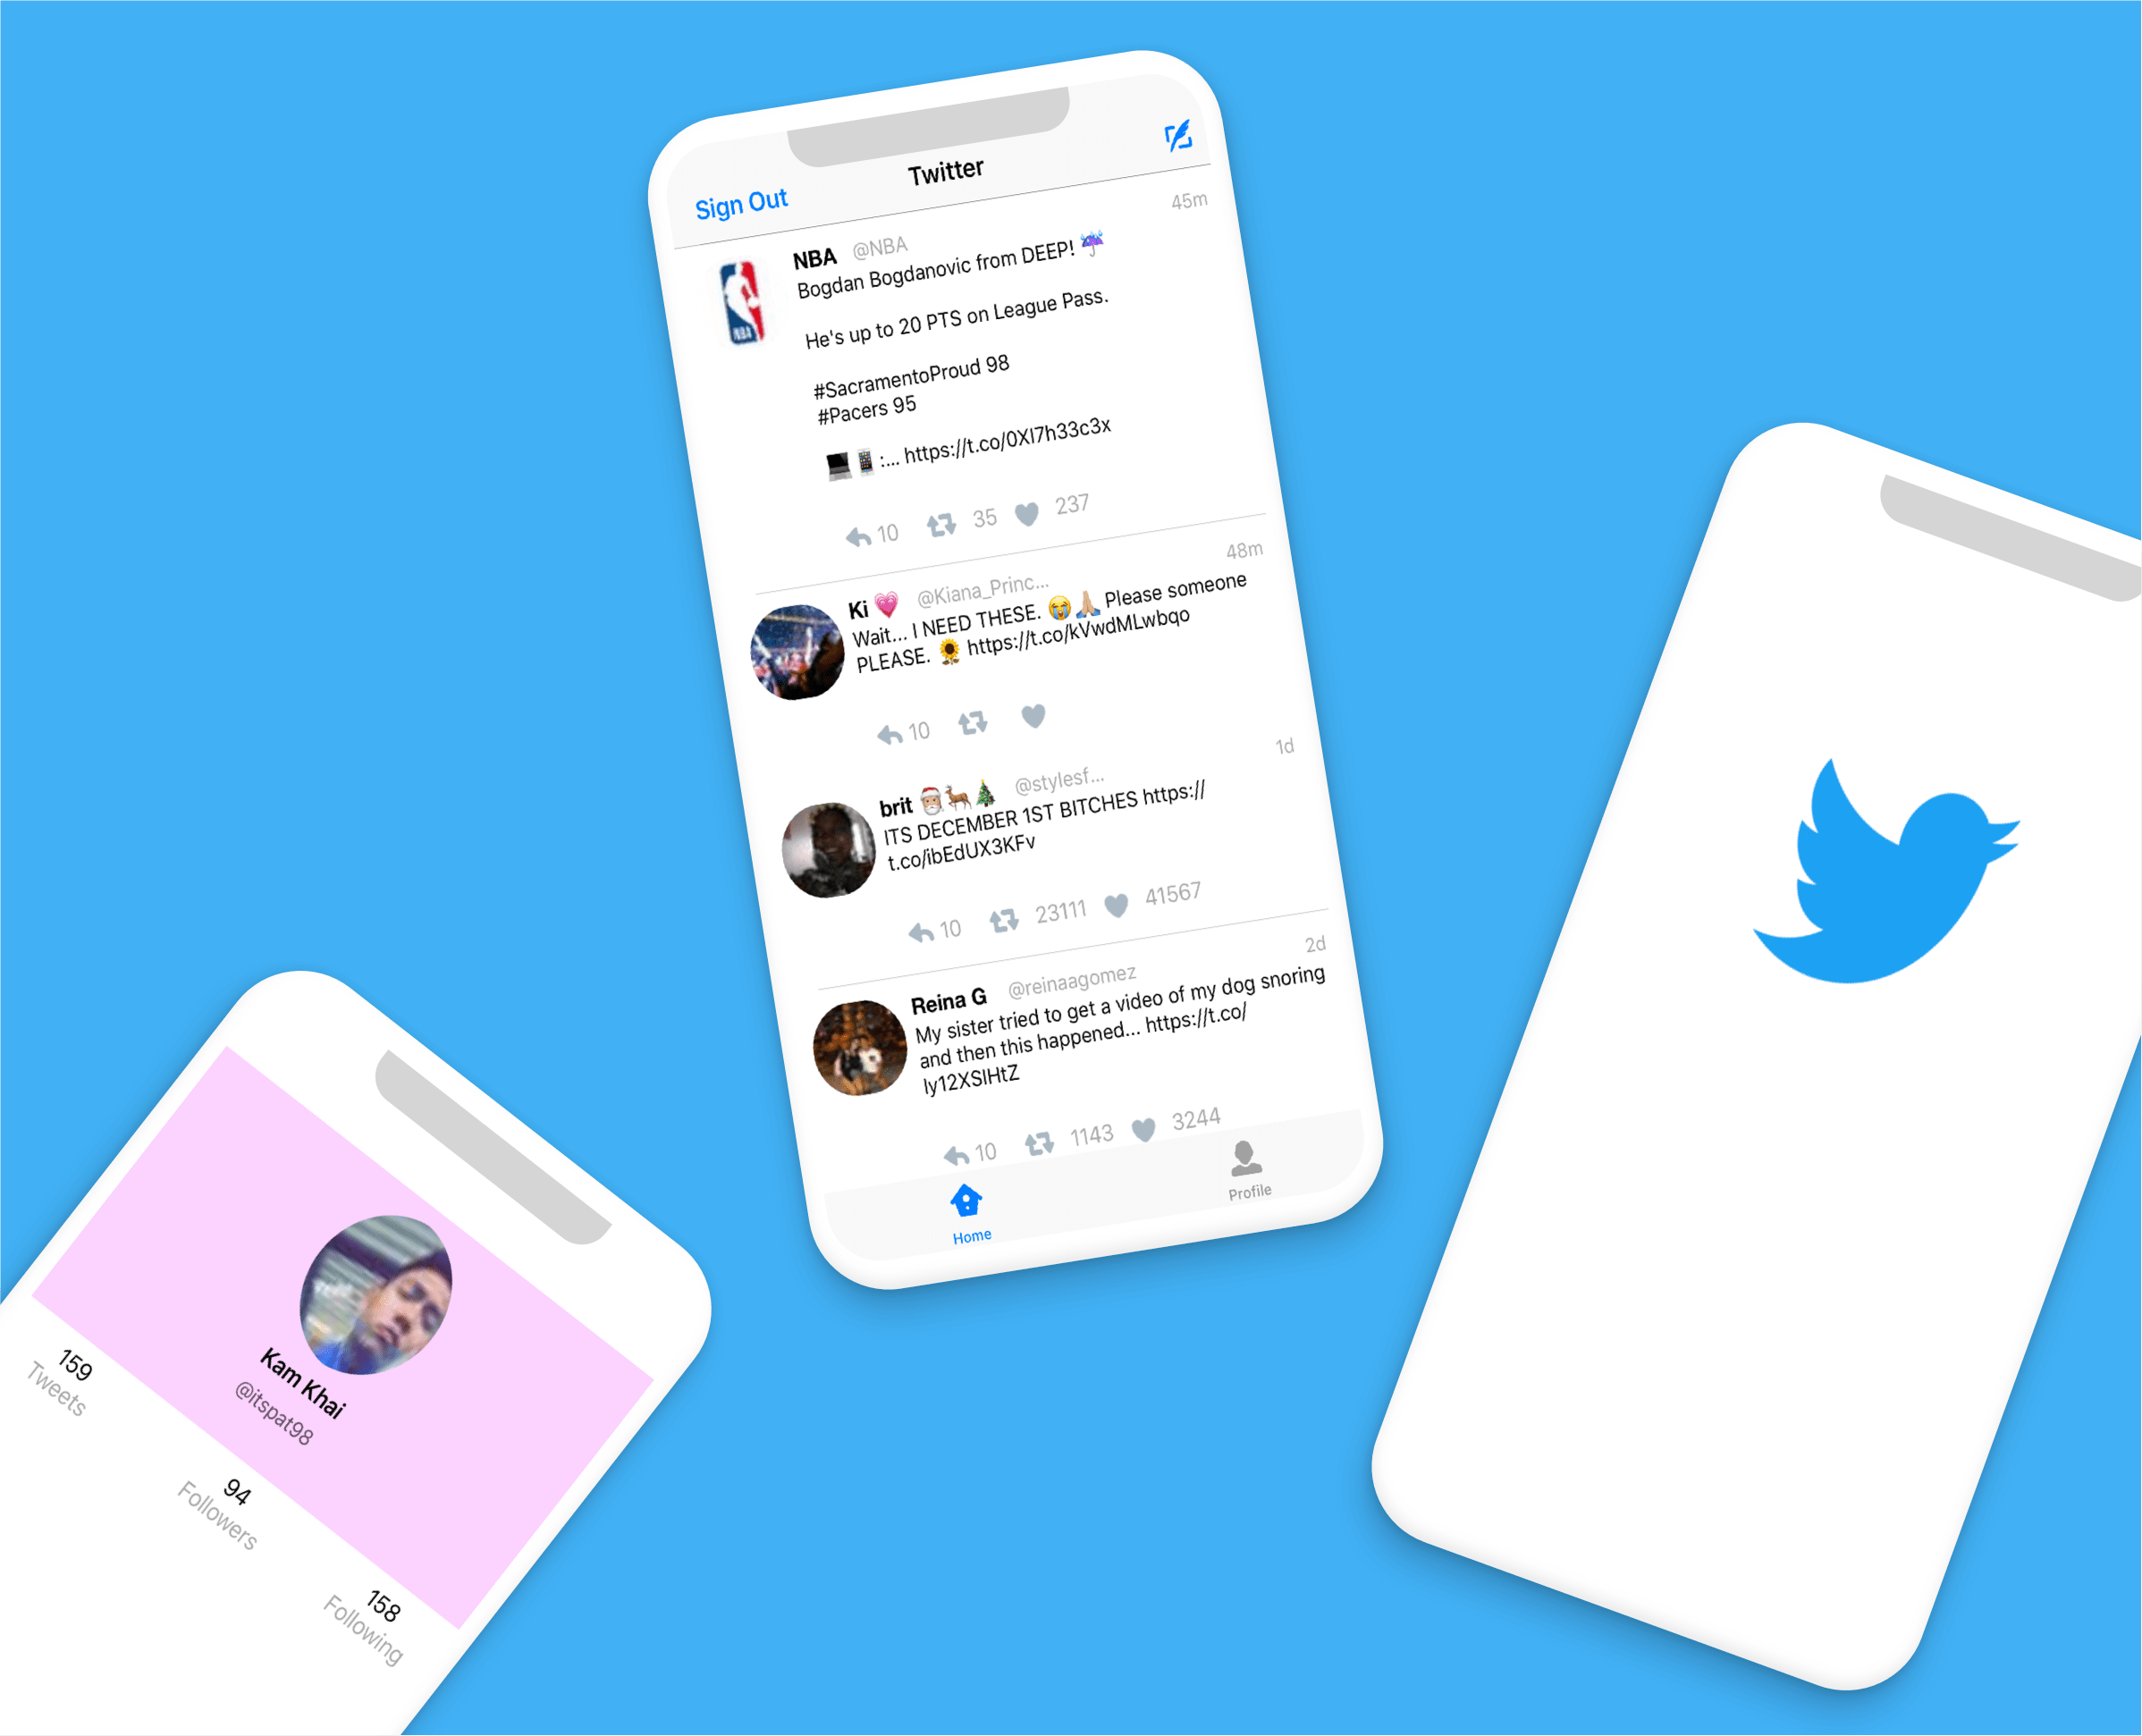 Sign Out
Twitter
45m
NBA @NBA
Bogdan Bogdanovic from DEEP! ☔
He's up to 20 PTS on League Pass.
#SacramentoProud 98
#Pacers 95
💻📱:... https://t.co/0XI7h33c3x
10 35 237
48m
Ki 💗 @Kiana_Princ...
Wait... I NEED THESE. 😭🙏🏼 Please someone
PLEASE. 🌻 https://t.co/kVwdMLwbqo
10
1d
brit 🎅🏼🦌🎄 @stylesf...
ITS DECEMBER 1ST BITCHES https://
t.co/ibEdUX3KFv
10 23111 41567
2d
Reina G @reinaagomez
My sister tried to get a video of my dog snoring
and then this happened... https://t.co/
ly12XSlHtZ
10 1143 3244
Home
Profile
Kam Khai
@itspat98
159
Tweets
94
Followers
158
Following